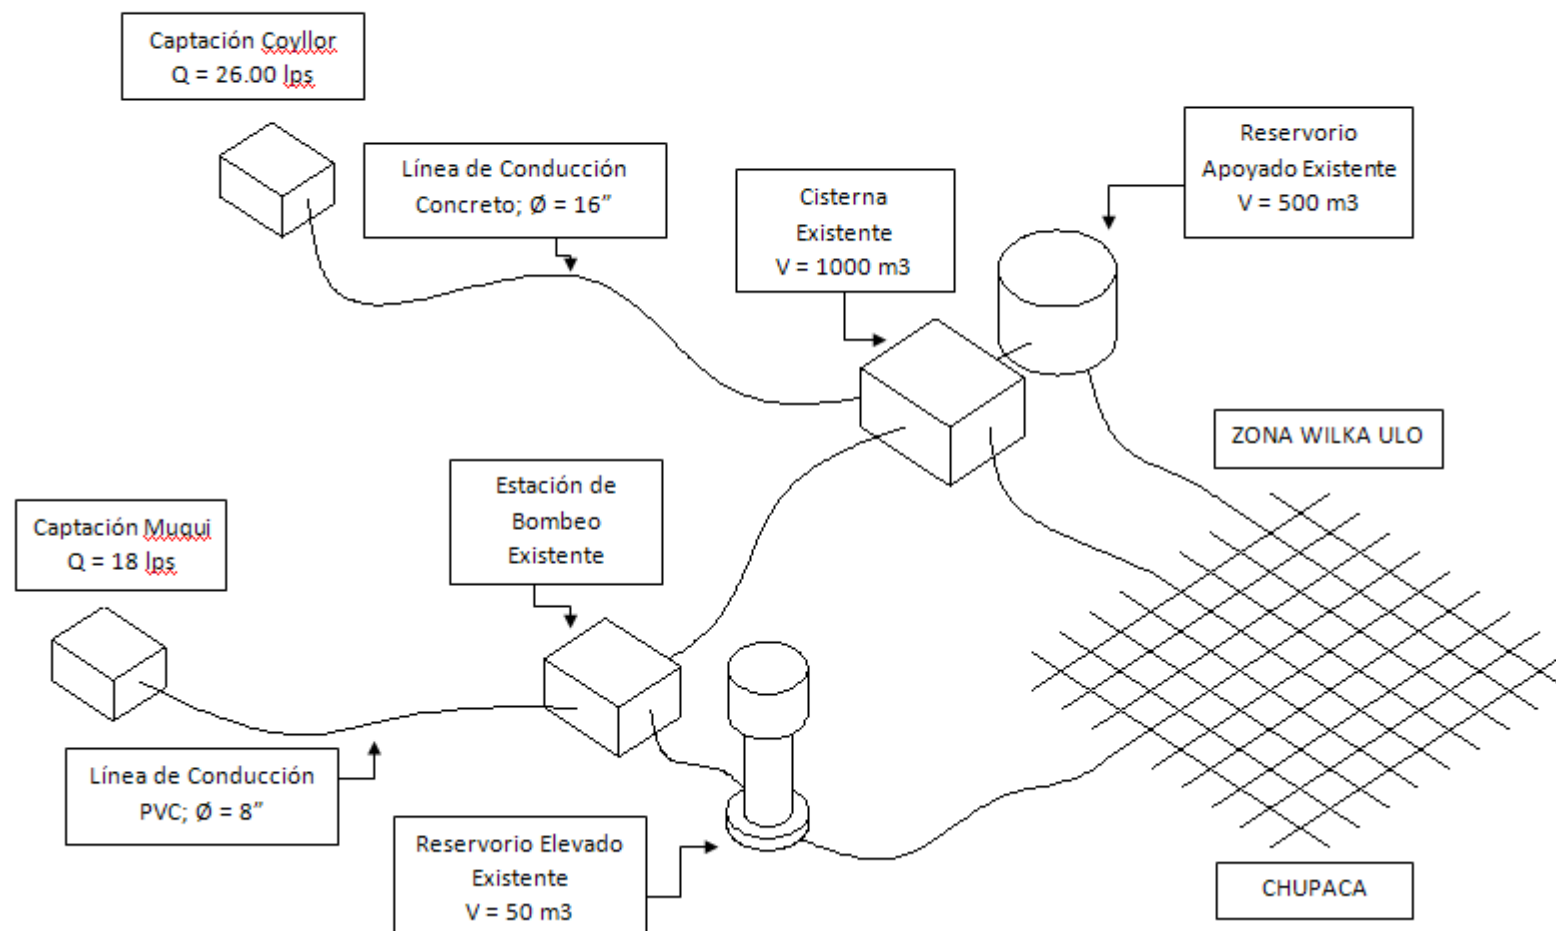 Captación Coyllor
Q = 26.00 lps
Línea de Conducción
Concreto; Ø = 16”
Cisterna
Existente
V = 1000 m3
Reservorio
Apoyado Existente
V = 500 m3
ZONA WILKA ULO
Estación de
Bombeo
Existente
Captación Muqui
Q = 18 lps
Línea de Conducción
PVC; Ø = 8”
Reservorio Elevado
Existente
V = 50 m3
CHUPACA